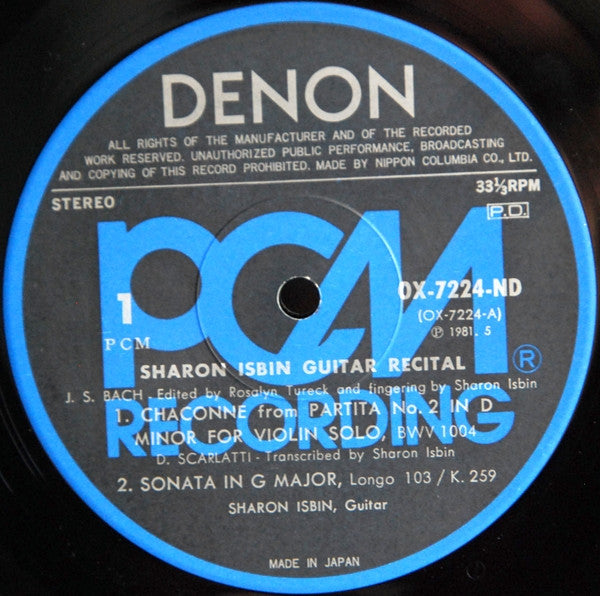 DENON
ALL RIGHTS OF THE MANUFACTURER AND OF THE RECORDED
WORK RESERVED. UNAUTHORIZED PUBLIC PERFORMANCE, BROADCASTING
AND COPYING OF THIS RECORD PROHIBITED. MADE BY NIPPON COLUMBIA CO., LTD.
STEREO
33⅓RPM
P.D.
PCM
RECORDING
®
OX-7224-ND
(OX-7224-A)
℗ 1981. 5
1
PCM
SHARON ISBIN GUITAR RECITAL
J. S. BACH - Edited by Rosalyn Tureck and fingering by Sharon Isbin
1. CHACONNE from PARTITA No. 2 IN D
MINOR FOR VIOLIN SOLO, BWV 1004
D. SCARLATTI - Transcribed by Sharon Isbin
2. SONATA IN G MAJOR, Longo 103 / K. 259
SHARON ISBIN, Guitar
MADE IN JAPAN